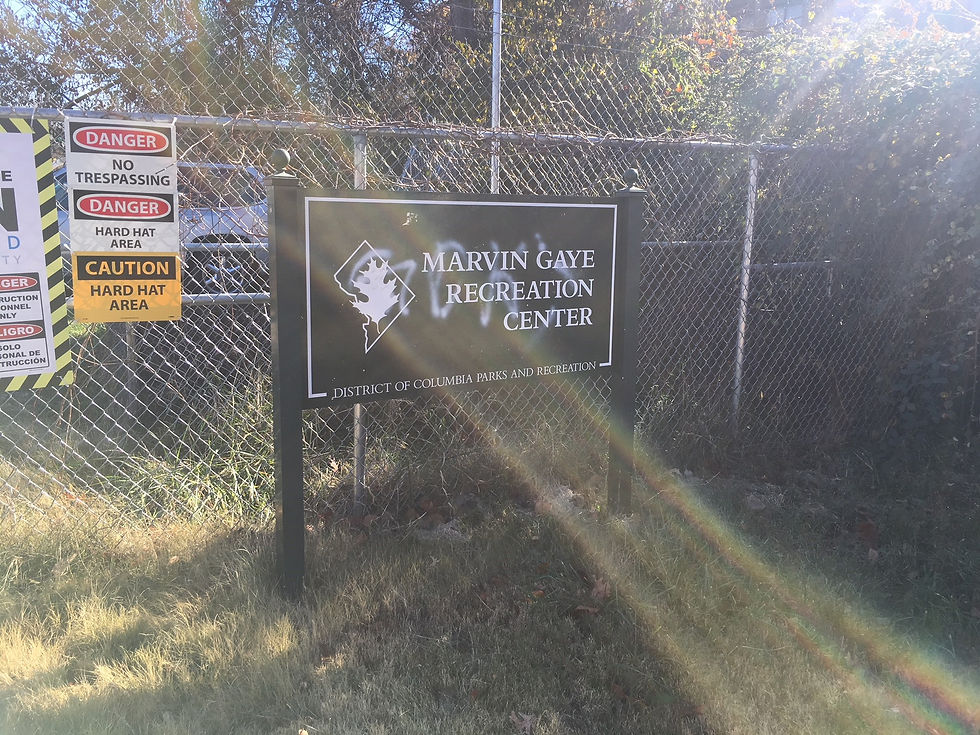 DANGER
NO
TRESPASSING
DANGER
HARD HAT
AREA
CAUTION
HARD HAT
AREA
MARVIN GAYE
RECREATION
CENTER
DISTRICT OF COLUMBIA PARKS AND RECREATION
SOLO